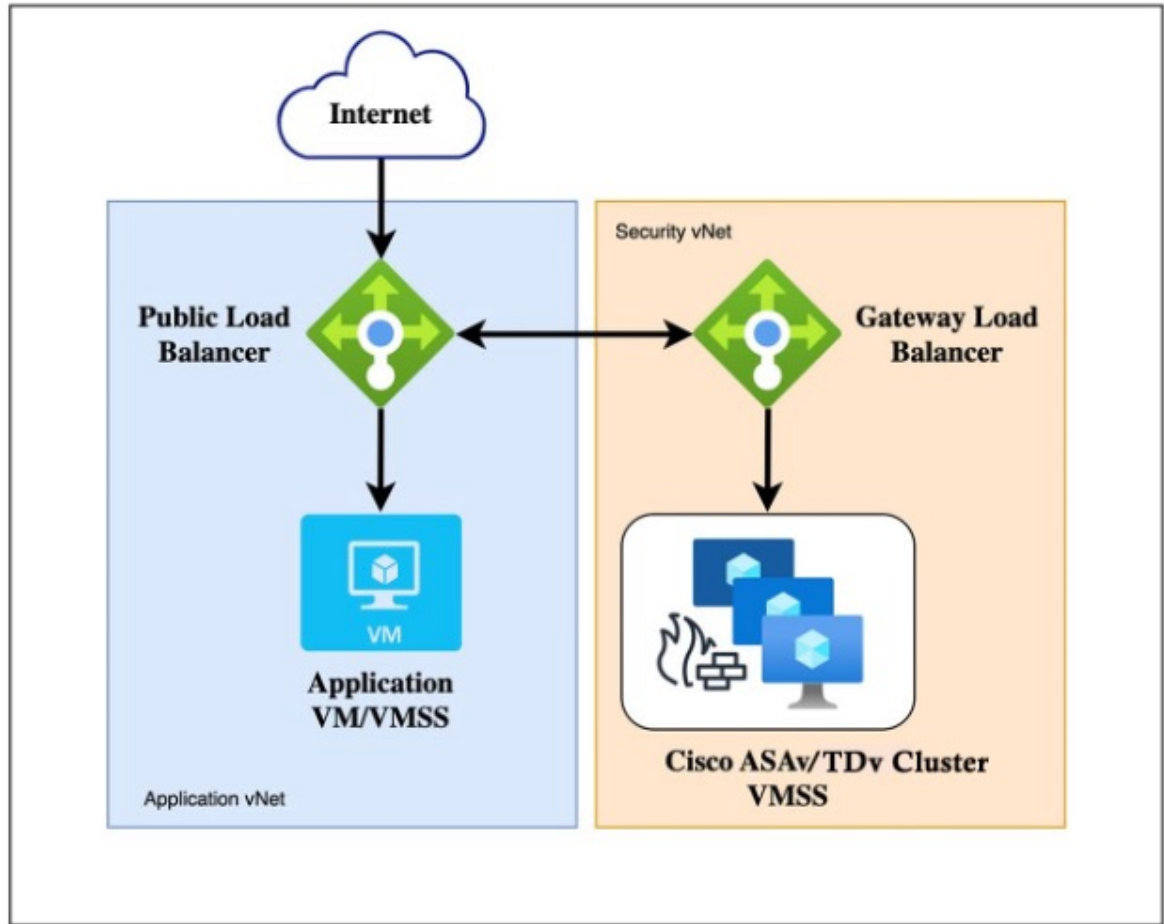 Internet
Security vNet
Public Load
Balancer
Gateway Load
Balancer
VM
Application
VM/VMSS
Cisco ASAv/TDv Cluster
VMSS
Application vNet